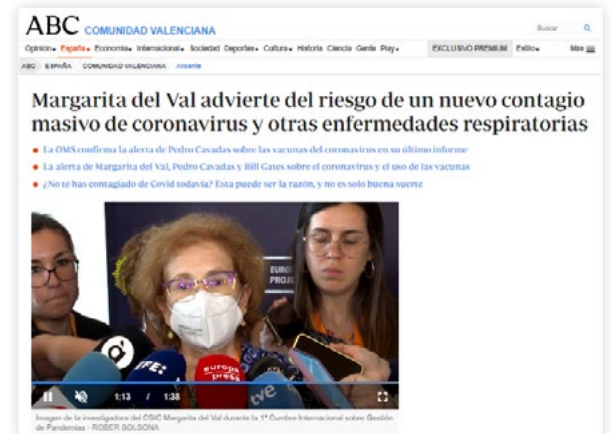 ABC COMUNIDAD VALENCIANA
Buscar
Opinión España Economía Internacional Sociedad Deportes Cultura Historia Ciencia Gente Play EXCLUSIVO PREMIUM Estilo Más
ABC ESPAÑA COMUNIDAD VALENCIANA Alicante
Margarita del Val advierte del riesgo de un nuevo contagio
masivo de coronavirus y otras enfermedades respiratorias
La OMS confirma la alerta de Pedro Cavadas sobre las vacunas del coronavirus en su último informe
La alerta de Margarita del Val, Pedro Cavadas y Bill Gates sobre el coronavirus y el uso de las vacunas
¿No te has contagiado de Covid todavía? Esta puede ser la razón, y no es solo buena suerte
EURO
PROJE
à
EFE:
europa
press
tve
1:13 / 1:38
Imagen de la investigadora del CSIC Margarita del Val durante la 1ª Cumbre Internacional sobre Gestión
de Pandemias - ROBER SOLSONA